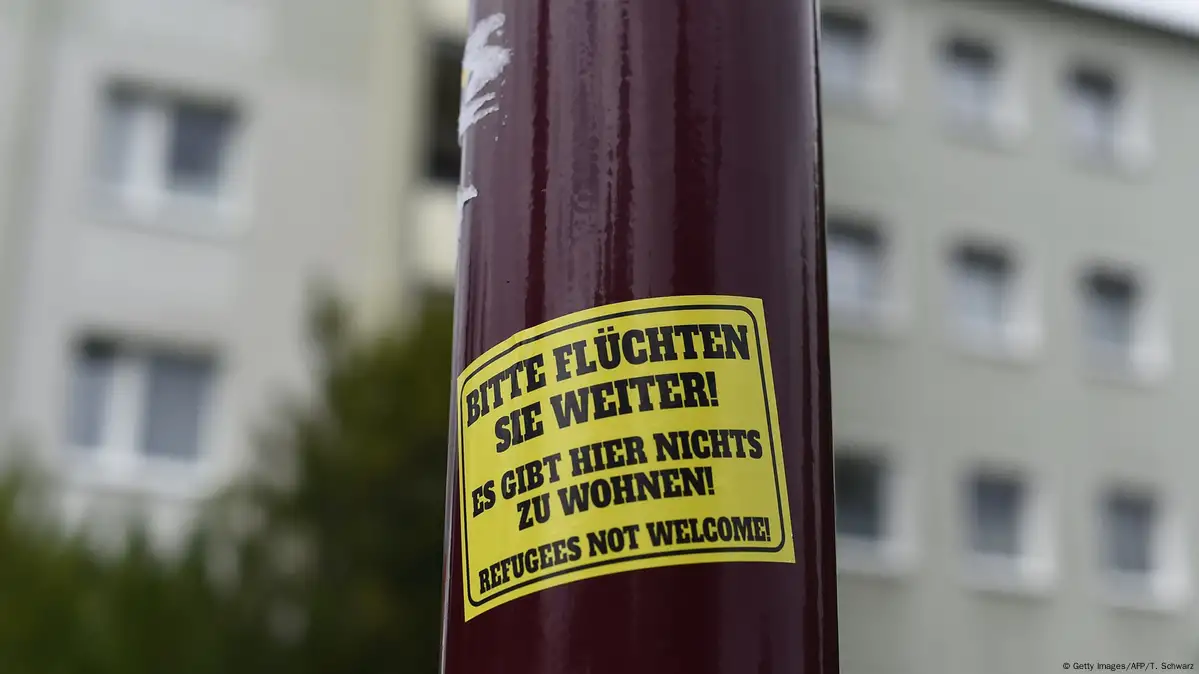 BITTE FLÜCHTEN
SIE WEITER!
ES GIBT HIER NICHTS
ZU WOHNEN!
REFUGEES NOT WELCOME!
© Getty Images/AFP/T. Schwarz